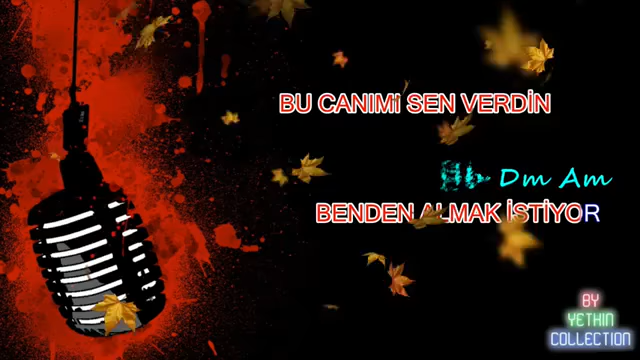 BU CANIMİ SEN VERDİN
Dm Am
BENDEN ALMAK İSTİYOR
BY
YETHIN
COLLECTION